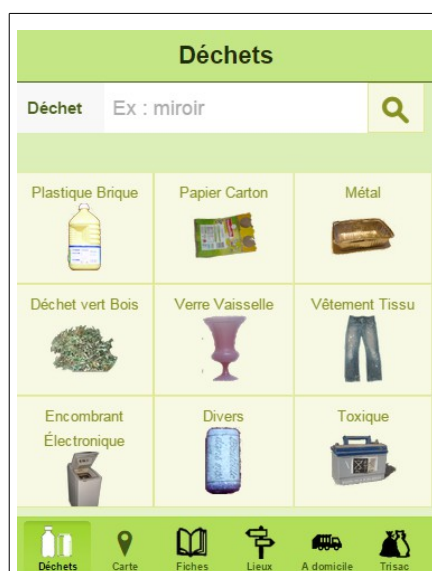 Déchets
Déchet Ex : miroir
Plastique Brique Papier Carton Métal
Déchet vert Bois Verre Vaisselle Vêtement Tissu
Encombrant Électronique Divers Toxique
Déchets Carte Fiches Lieux A domicile Trisac